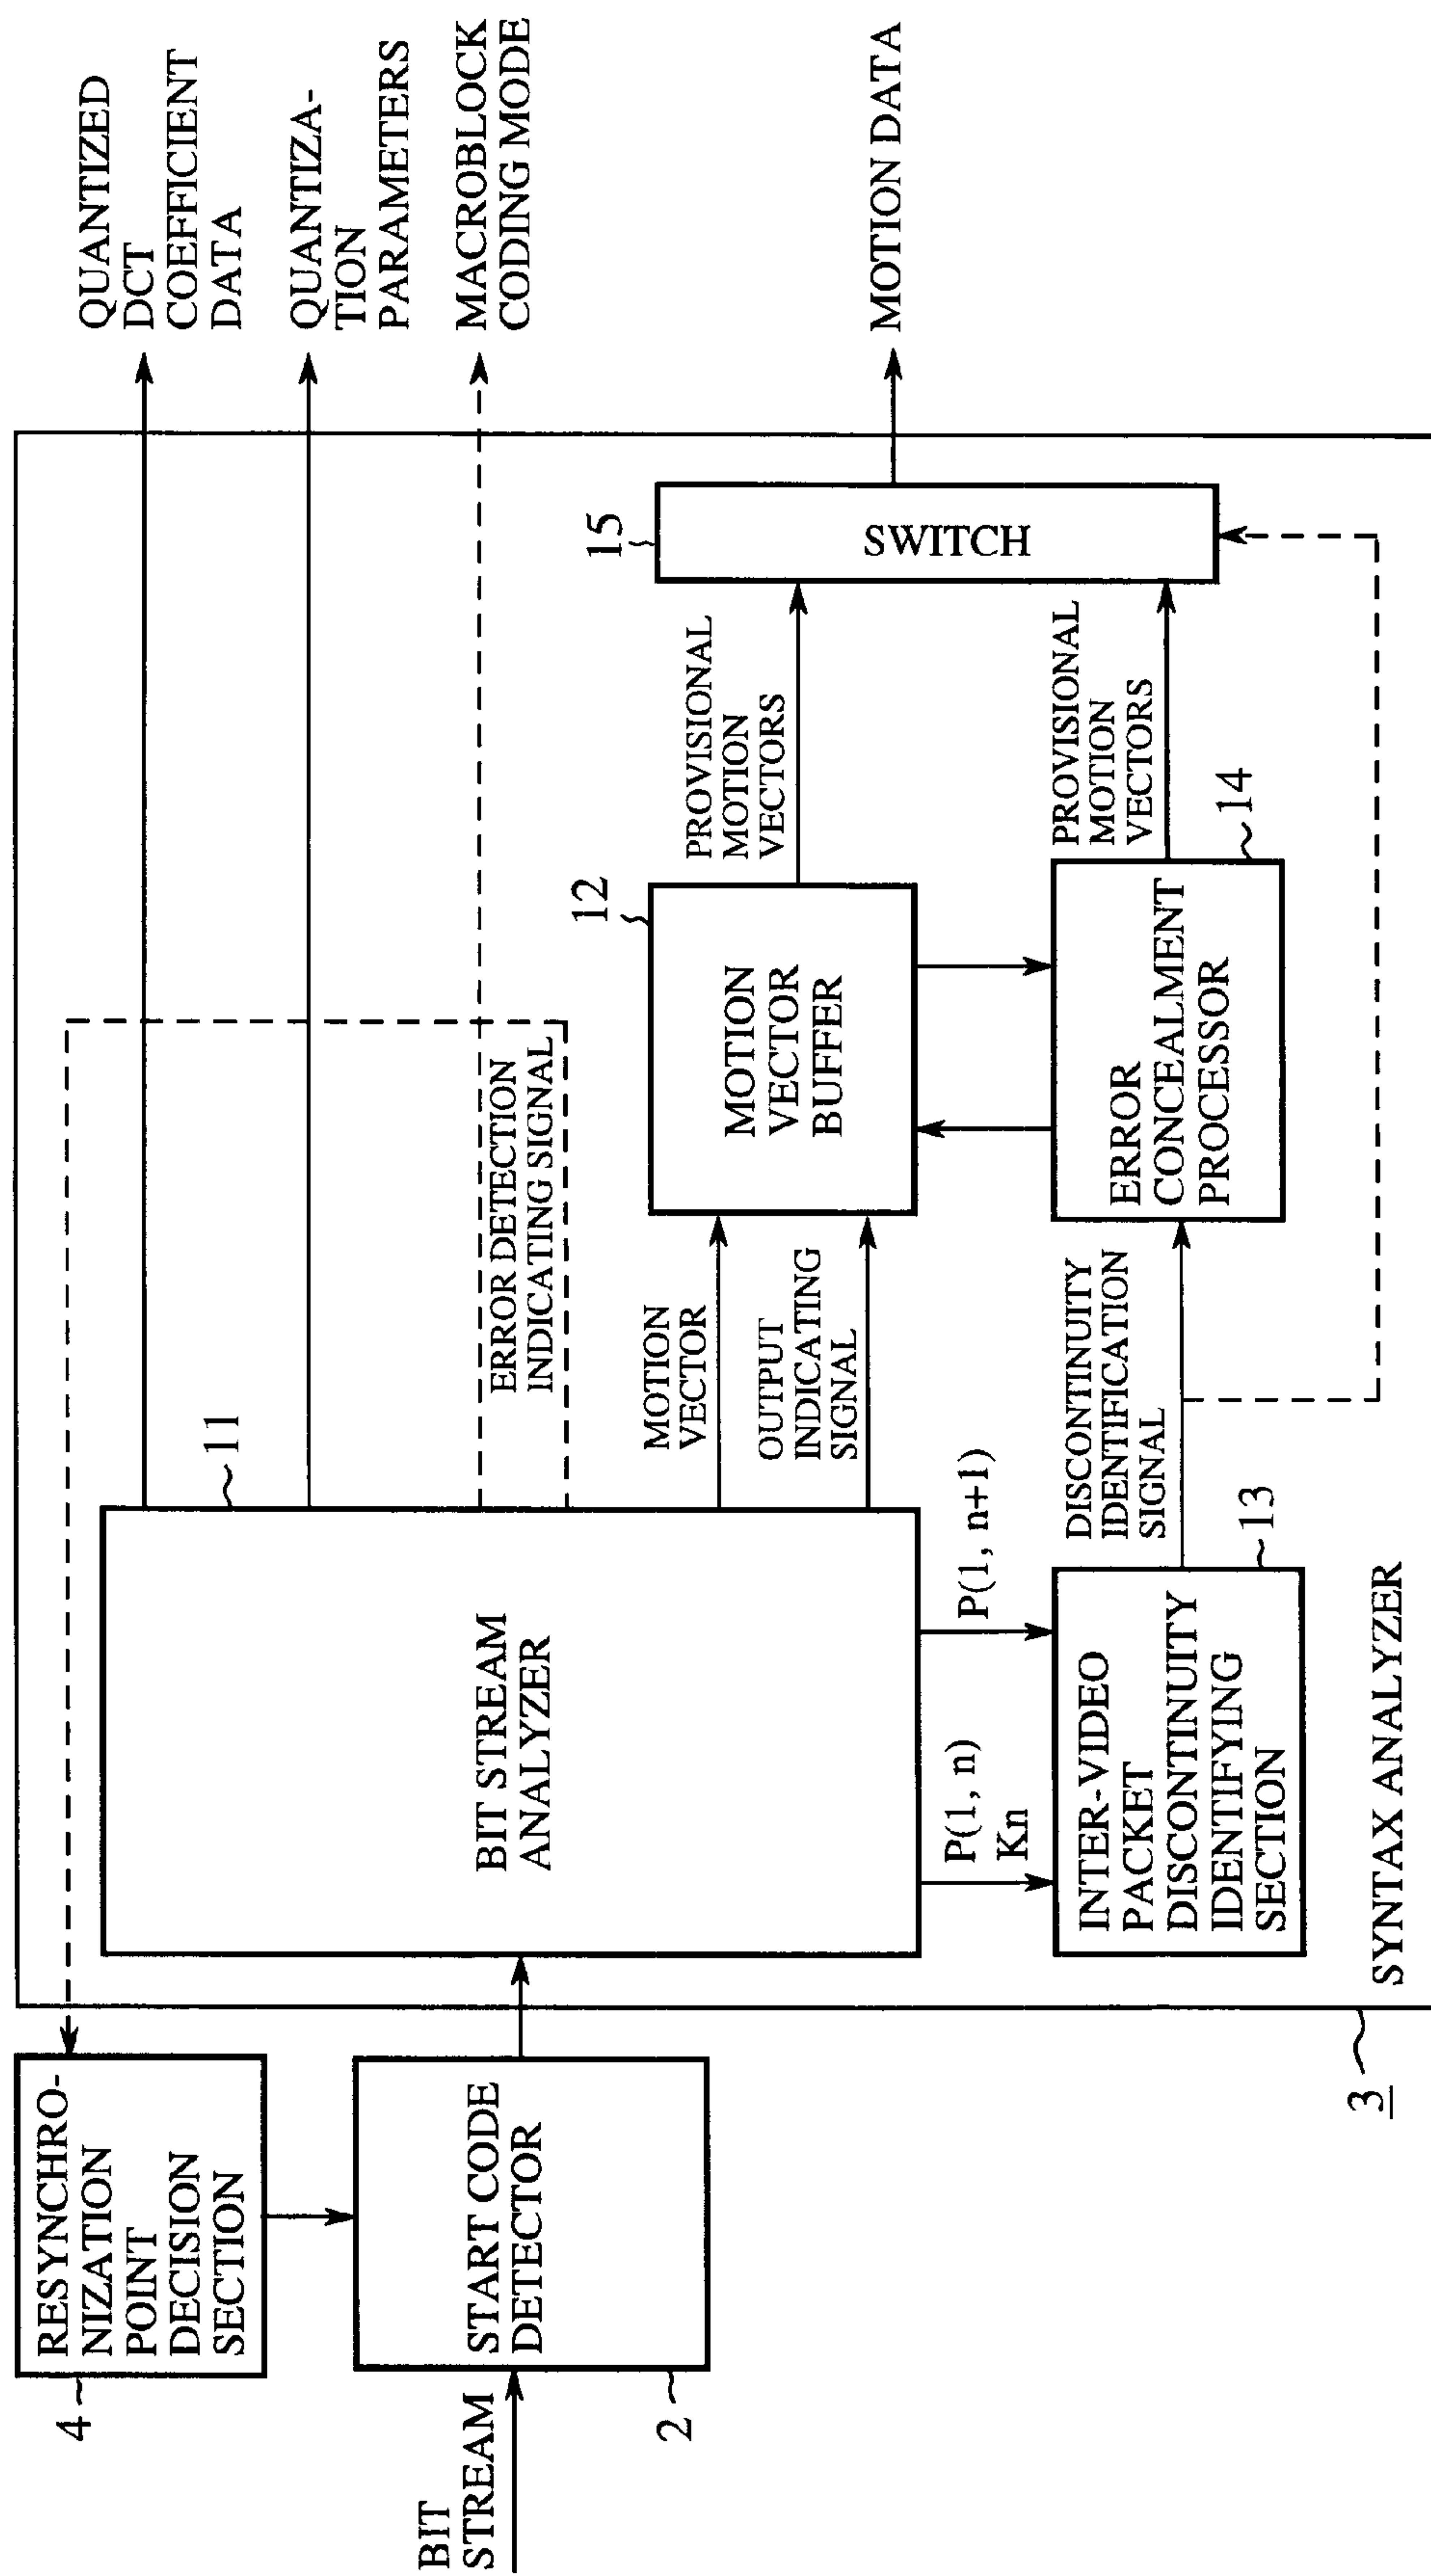 QUANTIZED
DCT
COEFFICIENT
DATA
QUANTIZA-
TION
PARAMETERS
MACROBLOCK
CODING MODE
MOTION DATA
4
RESYNCHRO-
NIZATION
POINT
DECISION
SECTION
BIT
STREAM
START CODE
DETECTOR
2
11
BIT STREAM
ANALYZER
ERROR DETECTION
INDICATING SIGNAL
MOTION
VECTOR
OUTPUT
INDICATING
SIGNAL
12
MOTION
VECTOR
BUFFER
PROVISIONAL
MOTION
VECTORS
15
SWITCH
P(1, n)
Kn
P(1, n+1)
INTER-VIDEO
PACKET
DISCONTINUITY
IDENTIFYING
SECTION
13
DISCONTINUITY
IDENTIFICATION
SIGNAL
ERROR
CONCEALMENT
PROCESSOR
14
PROVISIONAL
MOTION
VECTORS
SYNTAX ANALYZER
3